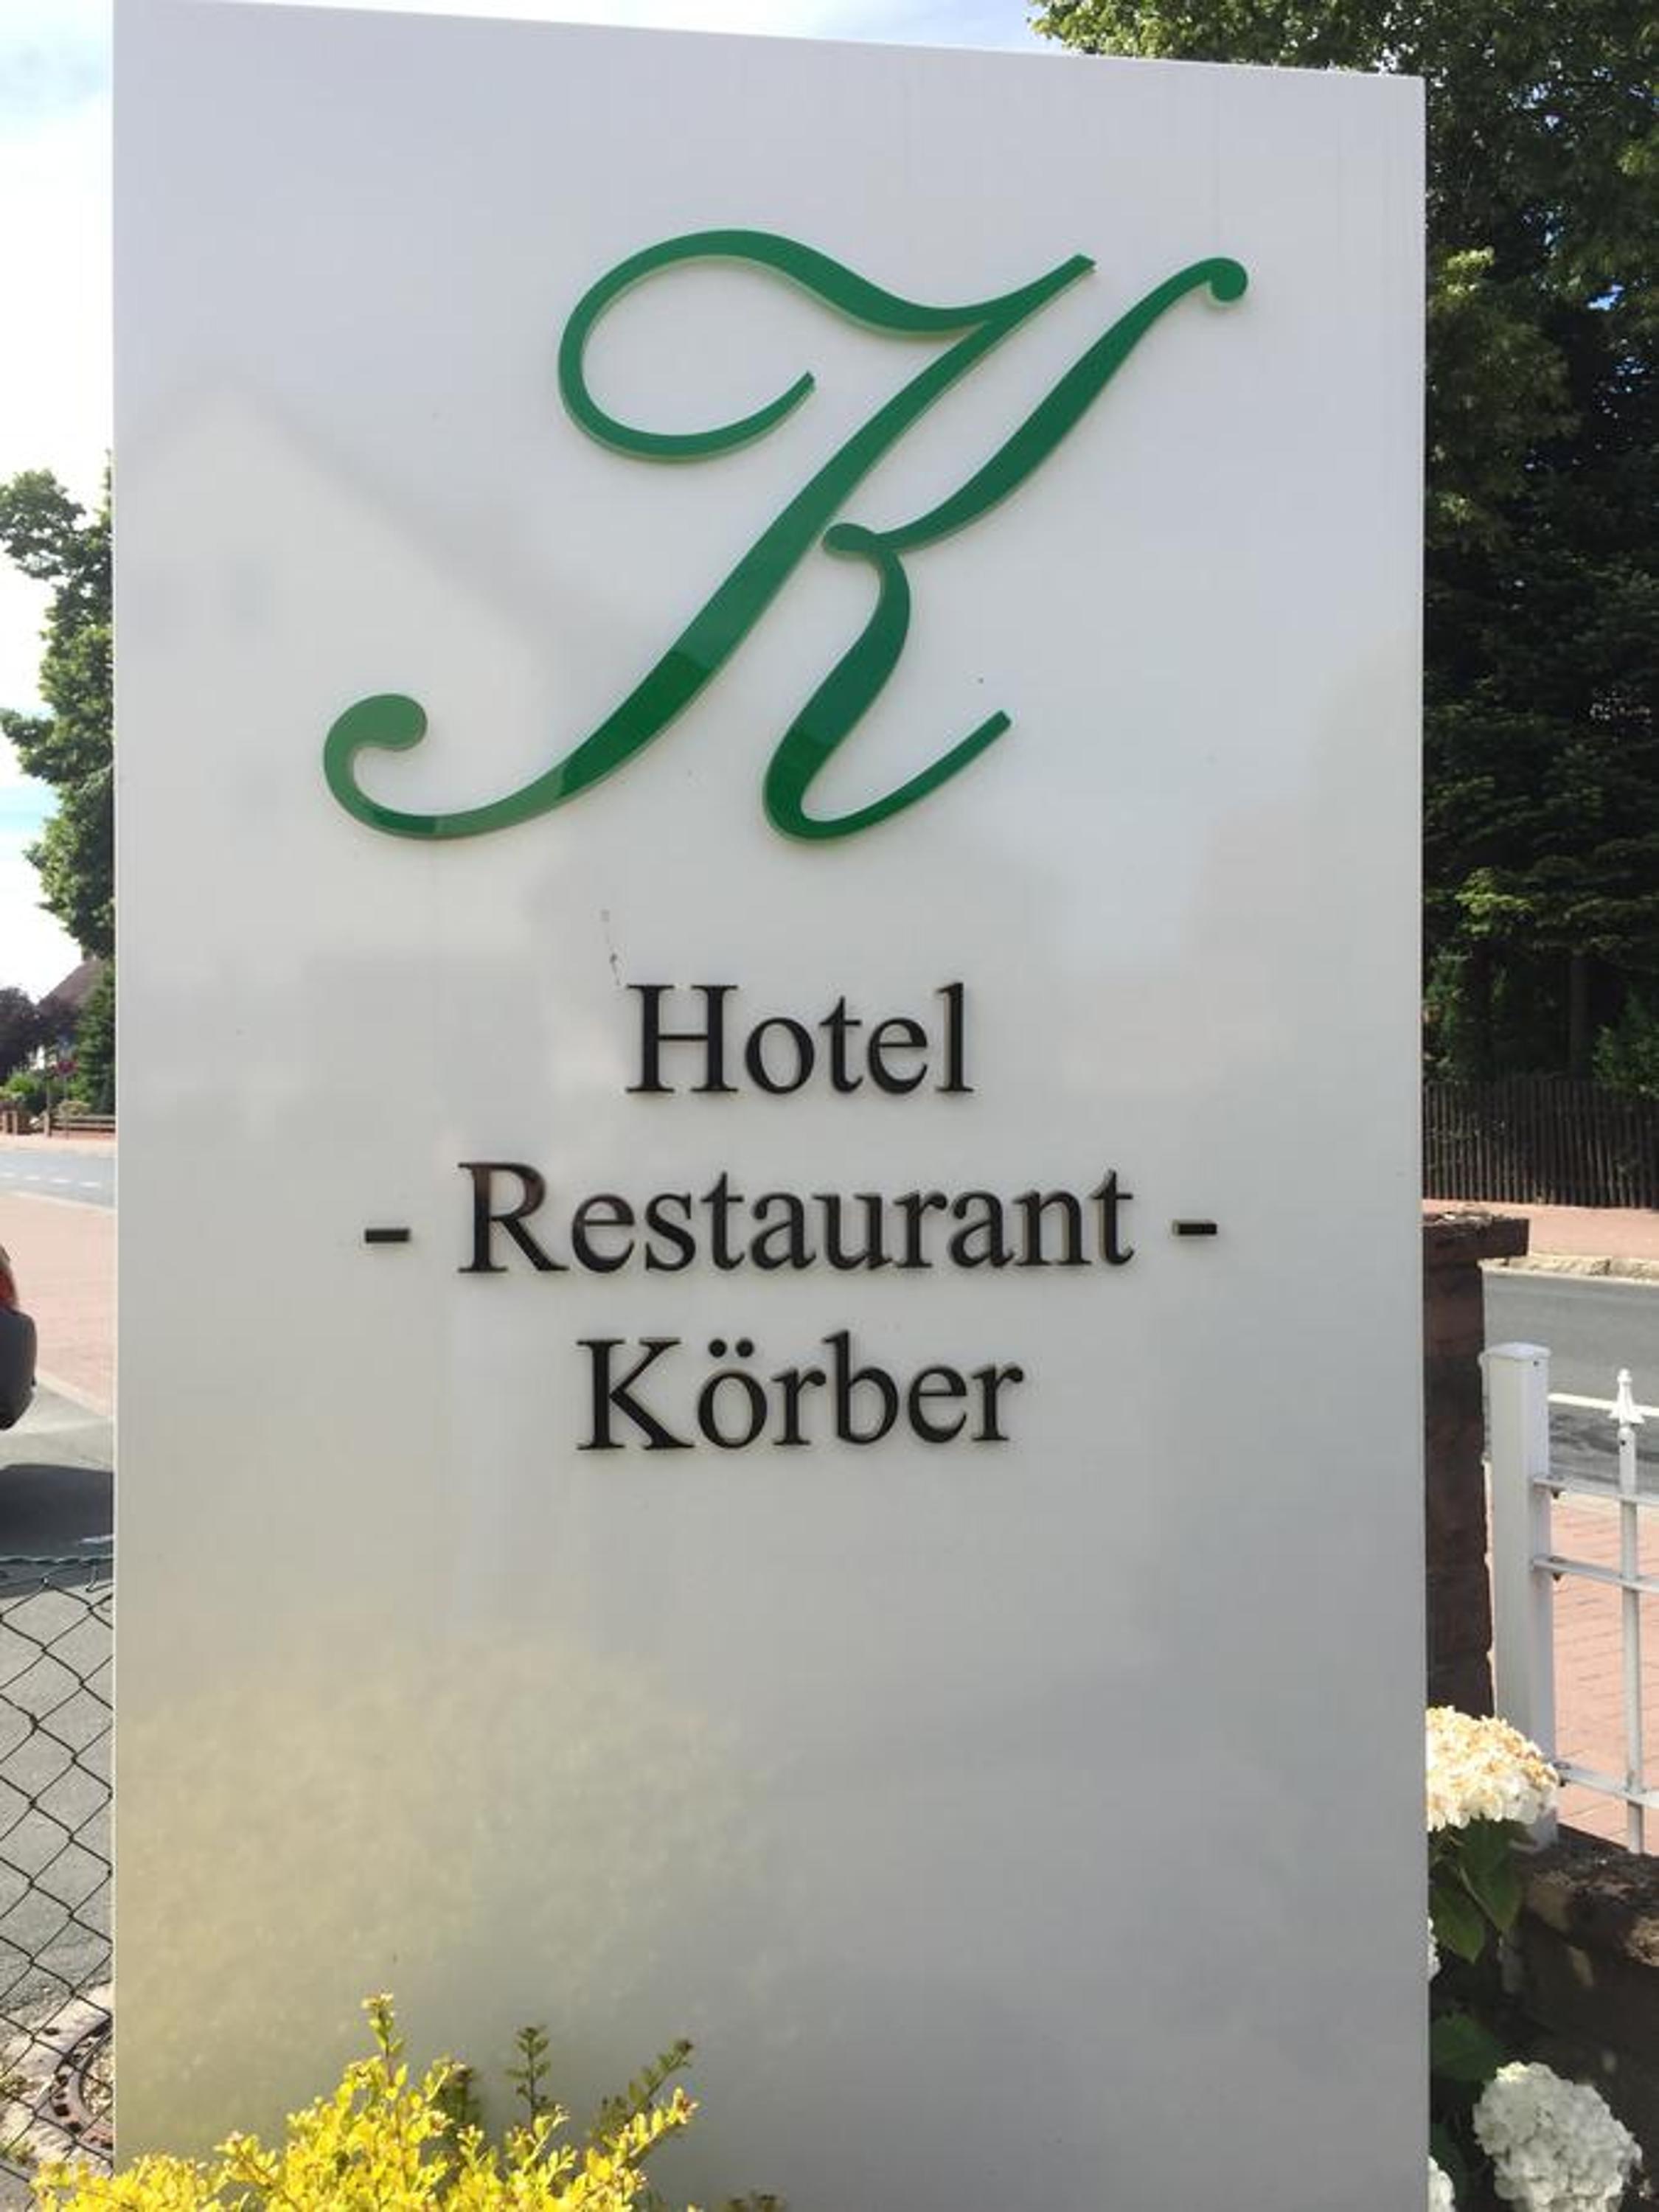 K
Hotel
- Restaurant -
Körber